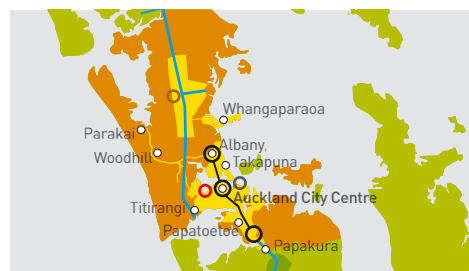 Whangaparaoa
Parakai
Albany,
Woodhill
Takapuna
Auckland City Centre
Titirangi
Papatoetoe
Papakura